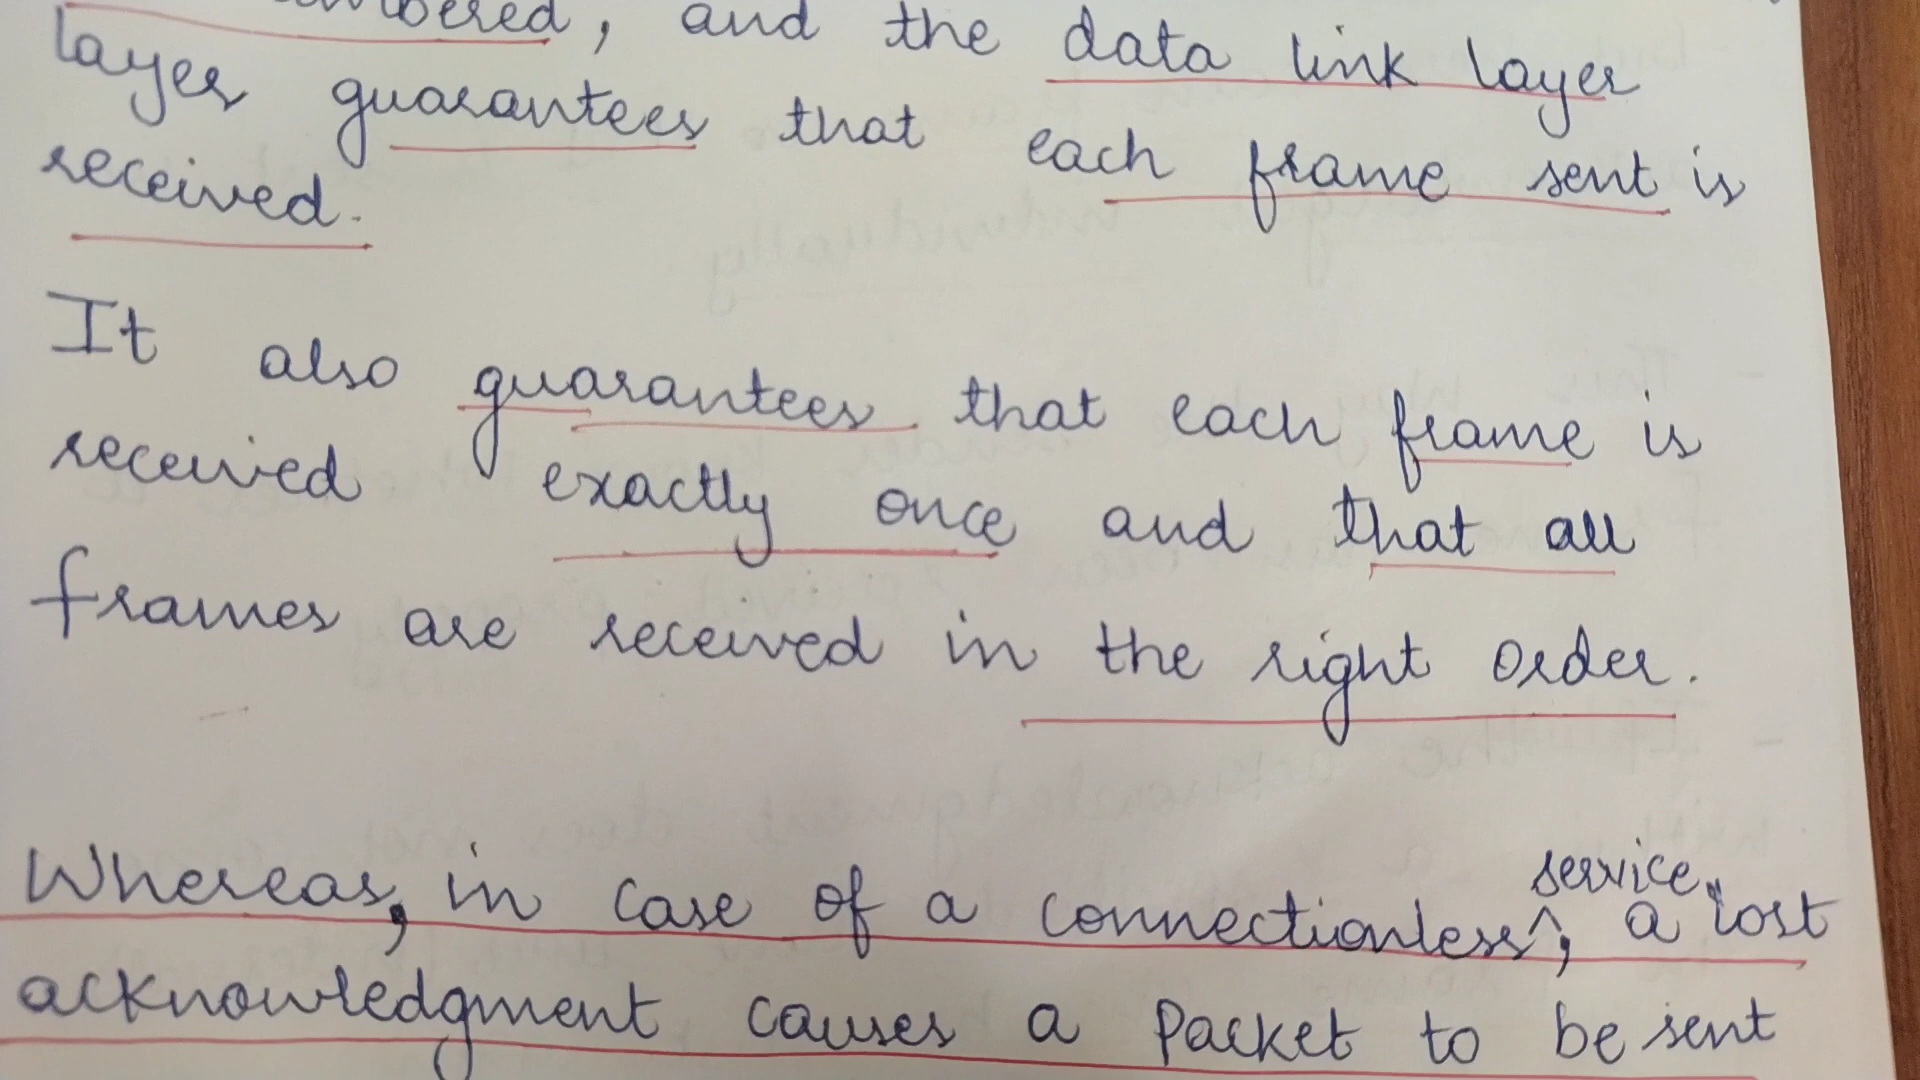 and the data link layer
layer guarantees that each frame sent is
received.
It also guarantees that each frame is
received exactly once and that all
frames are received in the right order.
Whereas, in case of a connectionless ^ service, a lost
acknowledgment causes a packet to be sent